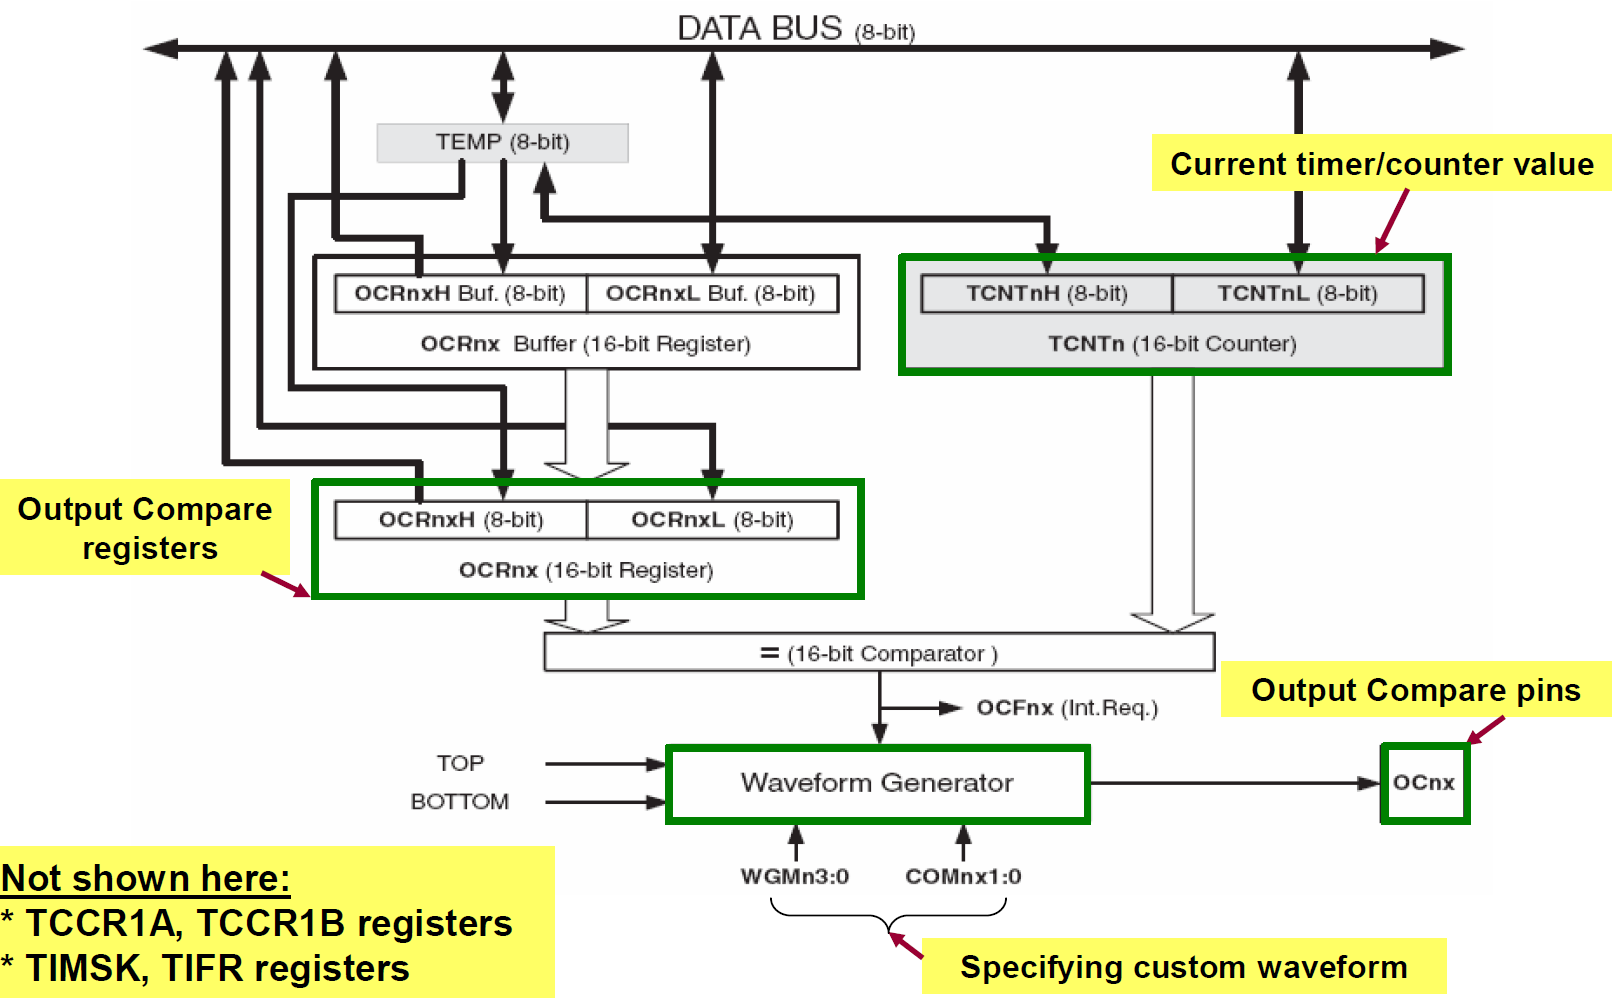 DATA BUS (8-bit)
TEMP (8-bit)
Current timer/counter value
OCRnxH Buf. (8-bit)
OCRnxL Buf. (8-bit)
OCRnx Buffer (16-bit Register)
TCNTnH (8-bit)
TCNTnL (8-bit)
TCNTn (16-bit Counter)
Output Compare
registers
OCRnxH (8-bit)
OCRnxL (8-bit)
OCRnx (16-bit Register)
= (16-bit Comparator )
OCFnx (Int.Req.)
Output Compare pins
TOP
BOTTOM
Waveform Generator
OCnx
WGMn3:0
COMnx1:0
Not shown here:
* TCCR1A, TCCR1B registers
* TIMSK, TIFR registers
Specifying custom waveform